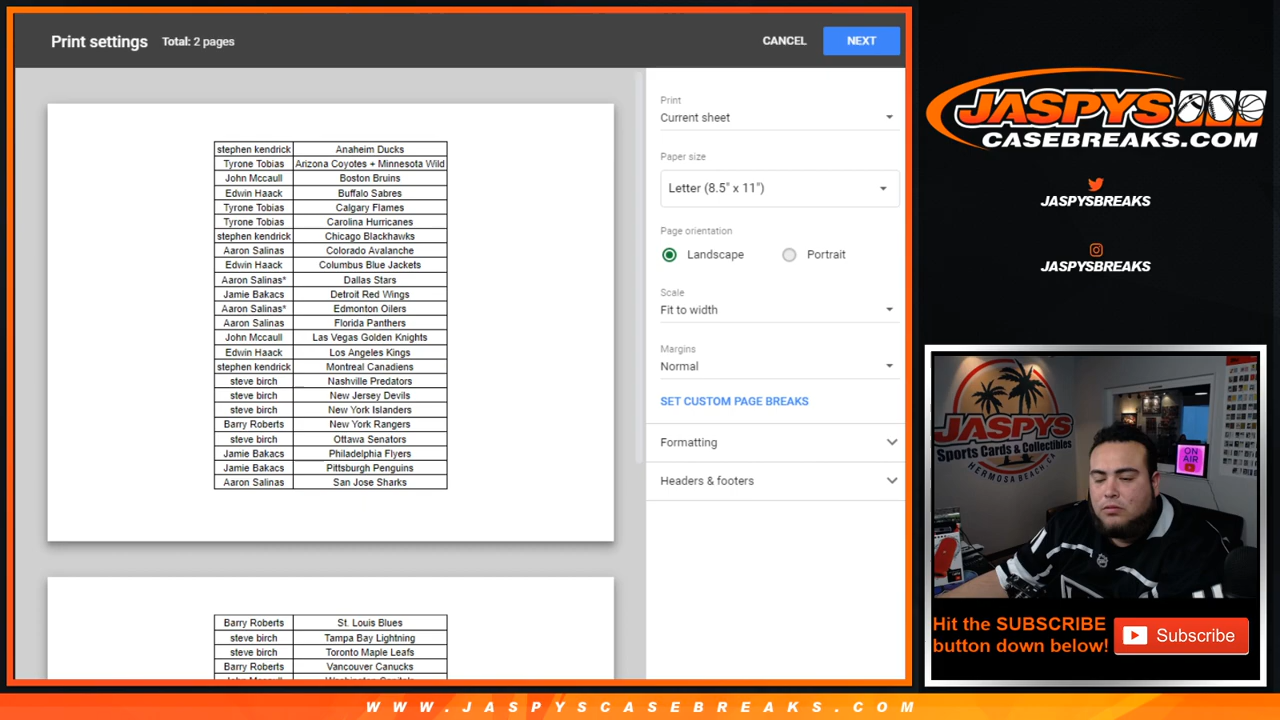 Print settings Total: 2 pages CANCEL NEXT
stephen kendrick Anaheim Ducks
Tyrone Tobias Arizona Coyotes + Minnesota Wild
John Mccaull Boston Bruins
Edwin Haack Buffalo Sabres
Tyrone Tobias Calgary Flames
Tyrone Tobias Carolina Hurricanes
stephen kendrick Chicago Blackhawks
Aaron Salinas Colorado Avalanche
Edwin Haack Columbus Blue Jackets
Aaron Salinas* Dallas Stars
Jamie Bakacs Detroit Red Wings
Aaron Salinas* Edmonton Oilers
Aaron Salinas Florida Panthers
John Mccaull Las Vegas Golden Knights
Edwin Haack Los Angeles Kings
stephen kendrick Montreal Canadiens
steve birch Nashville Predators
steve birch New Jersey Devils
steve birch New York Islanders
Barry Roberts New York Rangers
steve birch Ottawa Senators
Jamie Bakacs Philadelphia Flyers
Jamie Bakacs Pittsburgh Penguins
Aaron Salinas San Jose Sharks
Barry Roberts St. Louis Blues
steve birch Tampa Bay Lightning
steve birch Toronto Maple Leafs
Barry Roberts Vancouver Canucks
Print
Current sheet
Paper size
Letter (8.5" x 11")
Page orientation
Landscape Portrait
Scale
Fit to width
Margins
Normal
SET CUSTOM PAGE BREAKS
Formatting
Headers & footers
JASPYS
CASEBREAKS.COM
JASPYSBREAKS
JASPYSBREAKS
JASPYS
Sports Cards & Collectibles
HERMOSA BEACH, CA
ON
AIR
Hit the SUBSCRIBE
button down below!
Subscribe
WWW.JASPYSCASEBREAKS.COM